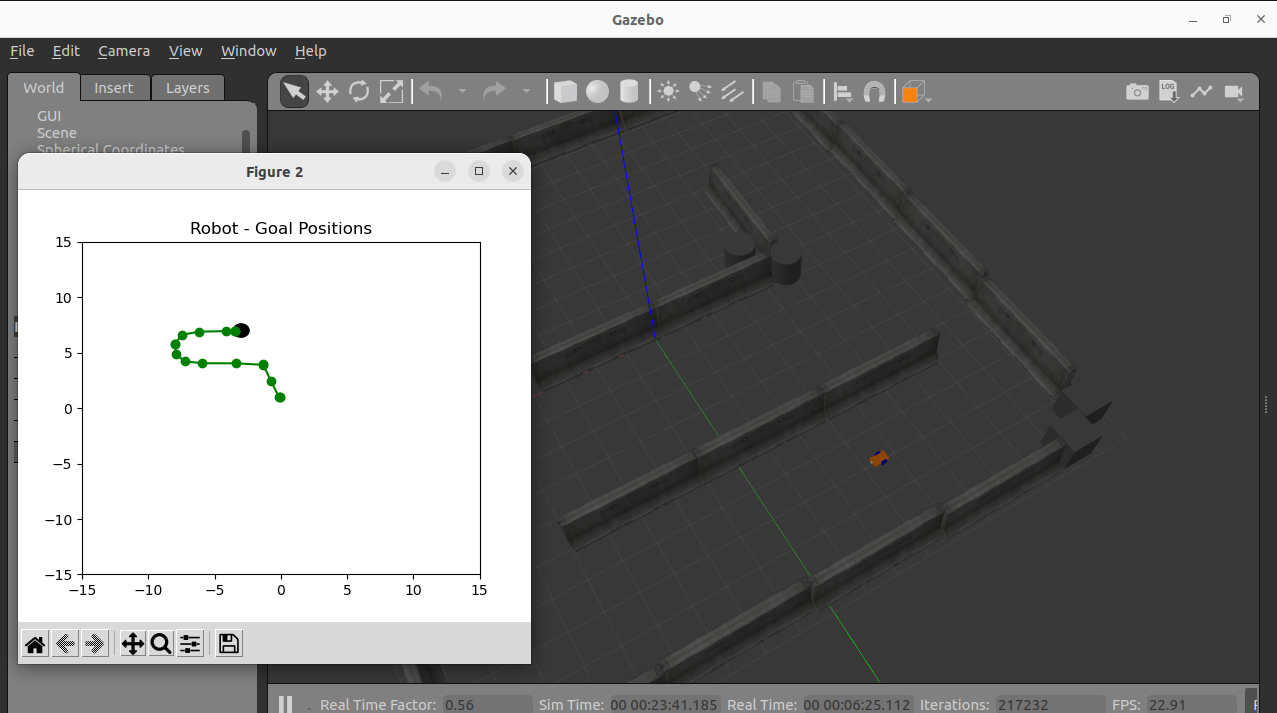 Gazebo
File Edit Camera View Window Help
World Insert Layers
LOG
GUI
Scene
Spherical Coordinates
Figure 2
Robot - Goal Positions
15
10
5
0
−5
−10
−15
−15 −10 −5 0 5 10 15
Real Time Factor: 0.56 Sim Time: 00 00:23:41.185 Real Time: 00 00:06:25.112 Iterations: 217232 FPS: 22.91